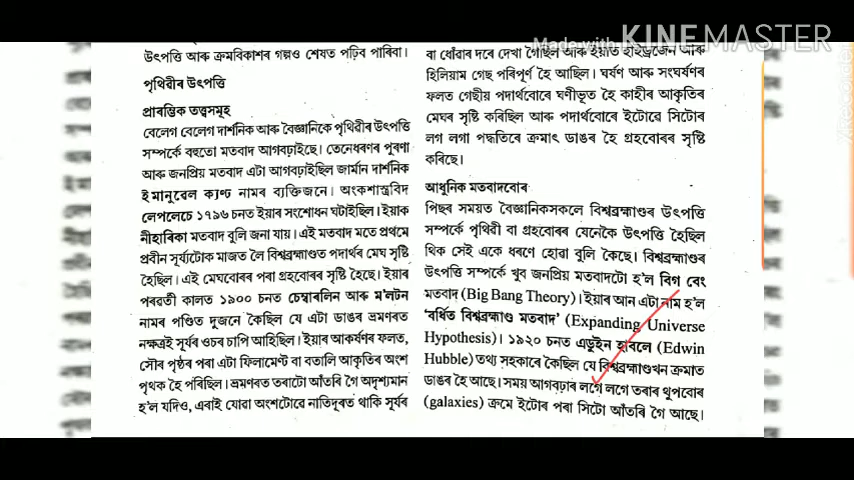 Made with KINEMASTER
উৎপত্তি আৰু ক্ৰমবিকাশৰ গল্পও শেষত পঢ়িব পাৰিবা।
পৃথিৱীৰ উৎপত্তি
প্ৰাৰম্ভিক তত্ত্বসমূহ
বেলেগ বেলেগ দাৰ্শনিক আৰু বৈজ্ঞানিকে পৃথিৱীৰ উৎপত্তি
সম্পৰ্কে বহুতো মতবাদ আগবঢ়াইছে। তেনেধৰণৰ পুৰণা
আৰু জনপ্ৰিয় মতবাদ এটা আগবঢ়াইছিল জাৰ্মান দাৰ্শনিক
ইমানুৱেল ক্যাণ্ট নামৰ ব্যক্তিজনে। অংকশাস্ত্ৰবিদ
লেপলেচে ১৭৯৬ চনত ইয়াৰ সংশোধন ঘটাইছিল। ইয়াক
নীহাৰিকা মতবাদ বুলি জনা যায়। এই মতবাদ মতে প্ৰথমে
প্ৰবীন সূৰ্য্যটোক মাজত লৈ বিশ্বব্ৰহ্মাণ্ডত পদাৰ্থৰ মেঘ সৃষ্টি
হৈছিল। এই মেঘবোৰৰ পৰা গ্ৰহবোৰৰ সৃষ্টি হৈছে। ইয়াৰ
পৰৱৰ্তী কালত ১৯০০ চনত চেম্বাৰলিন আৰু ম'লটন
নামৰ পণ্ডিত দুজনে কৈছিল যে এটা ডাঙৰ ভ্ৰমণৰত
নক্ষত্ৰই সূৰ্যৰ ওচৰ চাপি আহিছিল। ইয়াৰ আকৰ্ষণৰ ফলত,
সৌৰ পৃষ্ঠৰ পৰা এটা ফিলামেণ্ট বা বতালি আকৃতিৰ অংশ
পৃথক হৈ পৰিছিল। ভ্ৰমণৰত তৰাটো আঁতৰি গৈ অদৃশ্যমান
হ'ল যদিও, এৰাই যোৱা অংশটোৱে নাতিদূৰত থাকি সূৰ্যৰ
বা ধোঁৱাৰ দৰে দেখা গৈছিল আৰু ইয়াত হাইড্ৰজেন আৰু
হিলিয়াম গেছ পৰিপূৰ্ণ হৈ আছিল। ঘৰ্ষণ আৰু সংঘৰ্ষণৰ
ফলত গেছীয় পদাৰ্থবোৰে ঘণীভূত হৈ কাহীৰ আকৃতিৰ
মেঘৰ সৃষ্টি কৰিছিল আৰু পদাৰ্থবোৰে ইটোৱে সিটোৰ
লগ লগা পদ্ধতিৰে ক্ৰমাৎ ডাঙৰ হৈ গ্ৰহবোৰৰ সৃষ্টি
কৰিছে।
আধুনিক মতবাদবোৰ
পিছৰ সময়ত বৈজ্ঞানিকসকলে বিশ্বব্ৰহ্মাণ্ডৰ উৎপত্তি
সম্পৰ্কে পৃথিৱী বা গ্ৰহবোৰৰ যেনেকৈ উৎপত্তি হৈছিল
থিক সেই একে ধৰণে হোৱা বুলি কৈছে। বিশ্বব্ৰহ্মাণ্ডৰ
উৎপত্তি সম্পৰ্কে খুব জনপ্ৰিয় মতবাদটো হ'ল বিগ বেং
মতবাদ (Big Bang Theory)। ইয়াৰ আন এটা নাম হ'ল
'বৰ্ধিত বিশ্বব্ৰহ্মাণ্ড মতবাদ' (Expanding Universe
Hypothesis)। ১৯২০ চনত এডুইন হাবলে (Edwin
Hubble) তথ্য সহকাৰে কৈছিল যে বিশ্বব্ৰহ্মাণ্ডখন ক্ৰমাত
ডাঙৰ হৈ আছে। সময় আগবঢ়াৰ লগে লগে তৰাৰ থুপবোৰ
(galaxies) ক্ৰমে ইটোৰ পৰা সিটো আঁতৰি গৈ আছে।